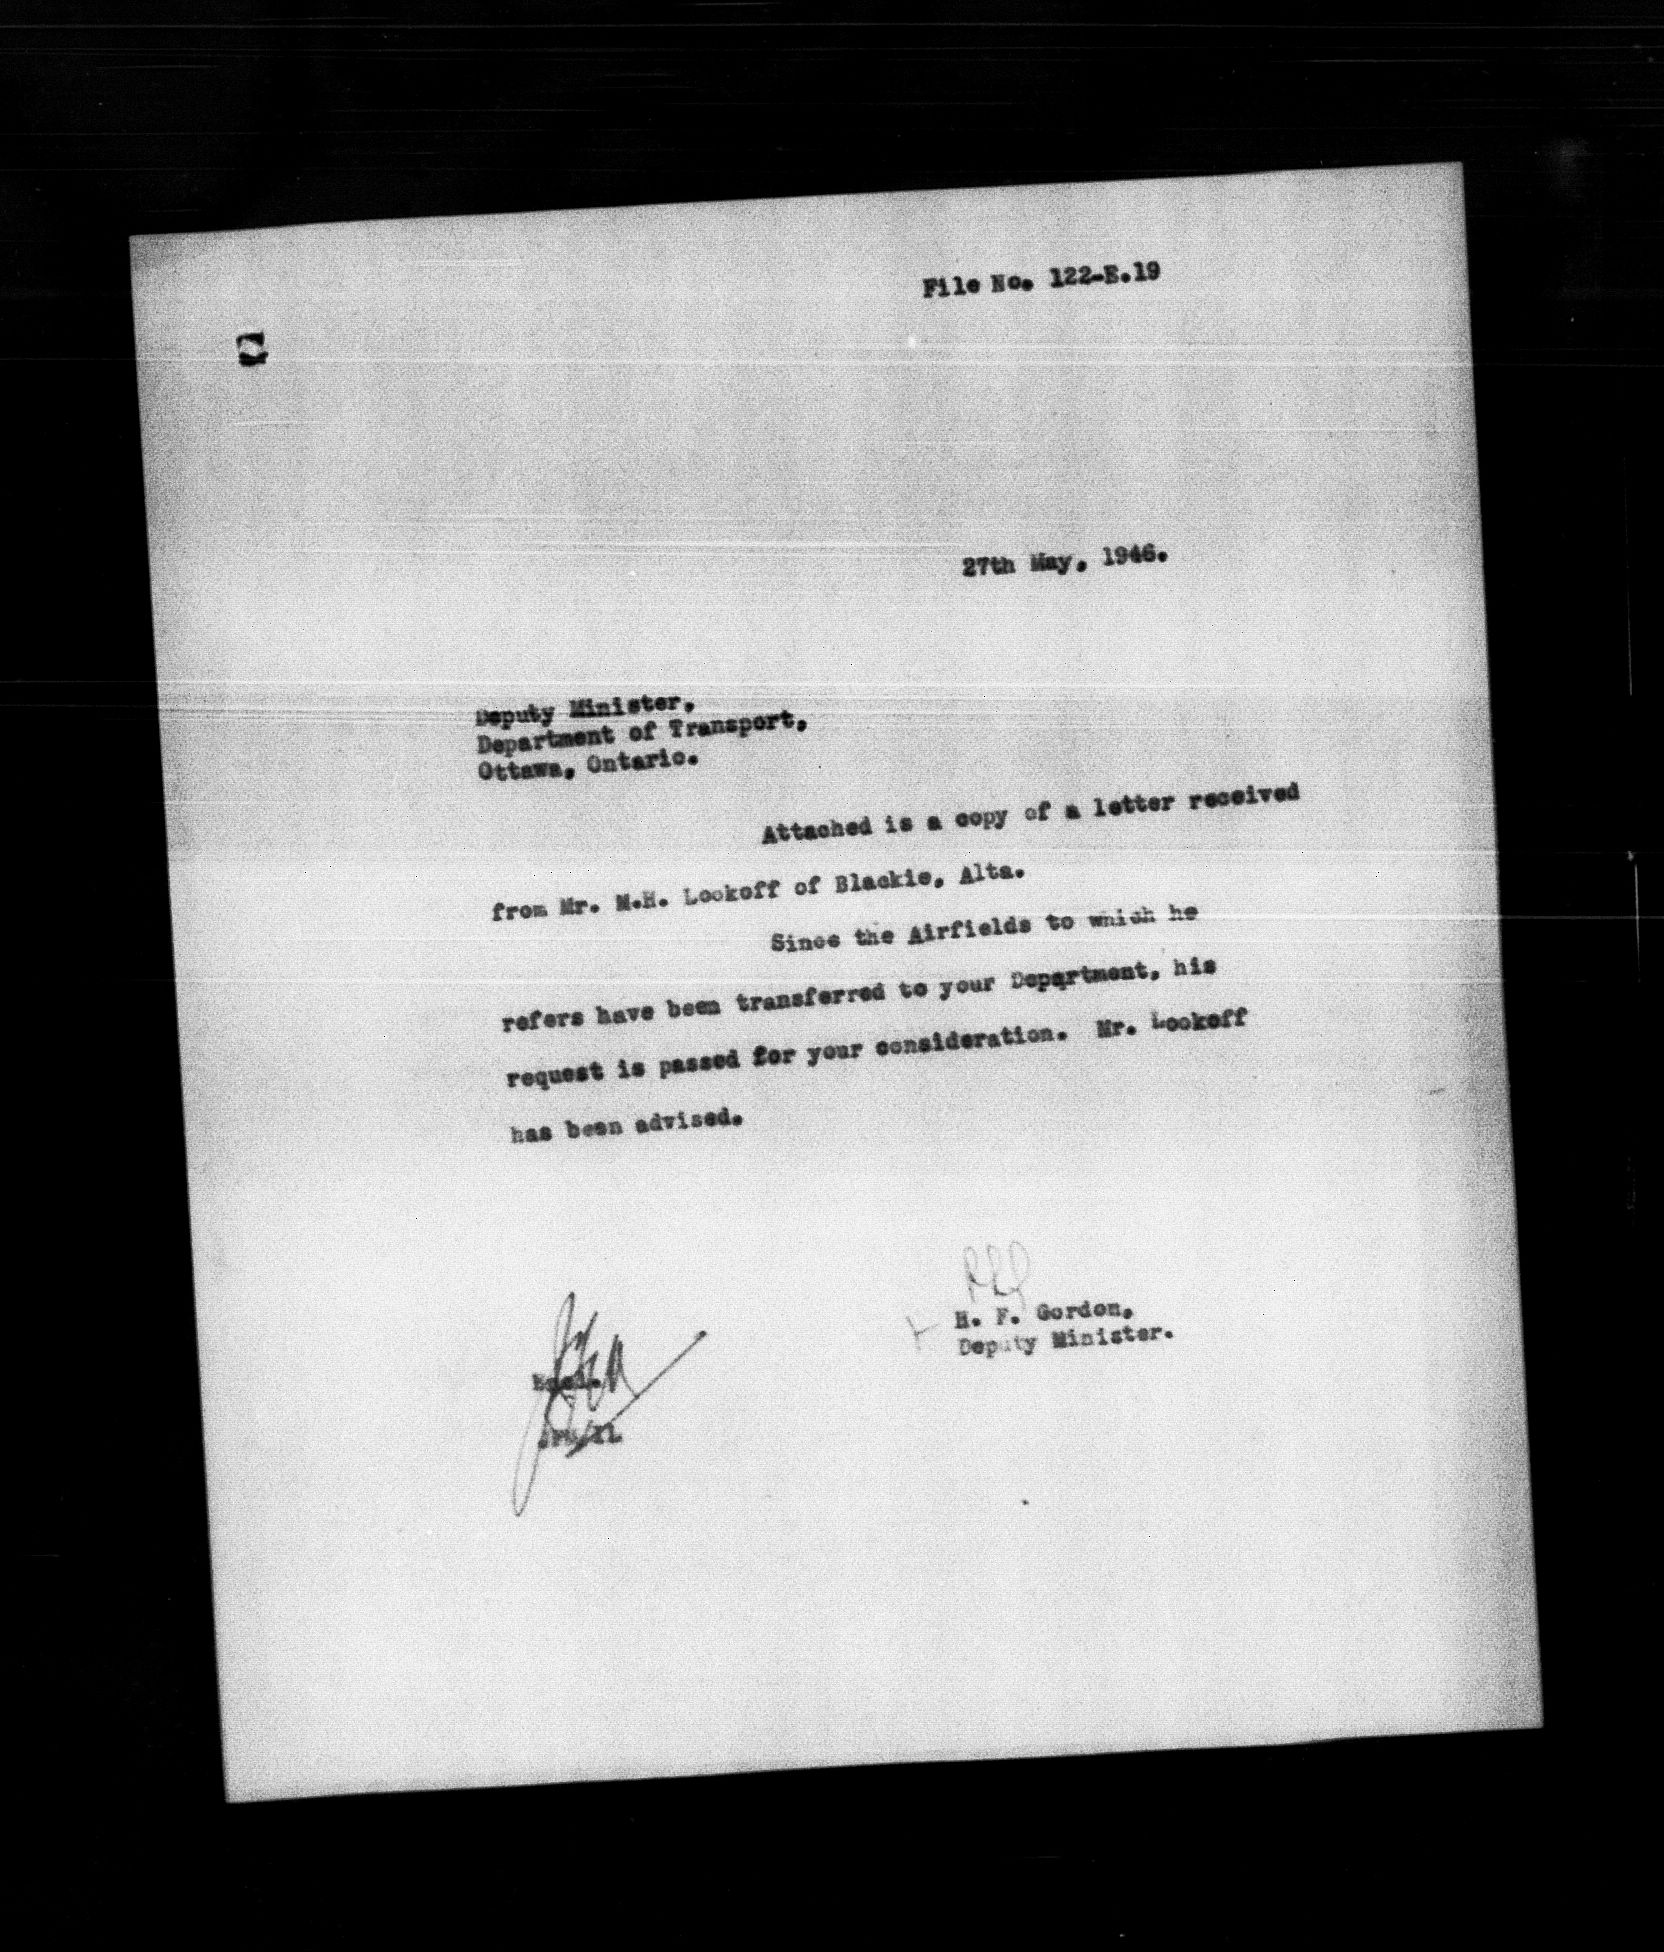 File No. 122-E.19
27th May, 1946.
Deputy Minister,
Department of Transport,
Ottawa, Ontario.
Attached is a copy of a letter received
from Mr. M.H. Lookoff of Blackie, Alta.
Since the Airfields to which he
refers have been transferred to your Department, his
request is passed for your consideration. Mr. Lookoff
has been advised.
H. F. Gordon,
Deputy Minister.